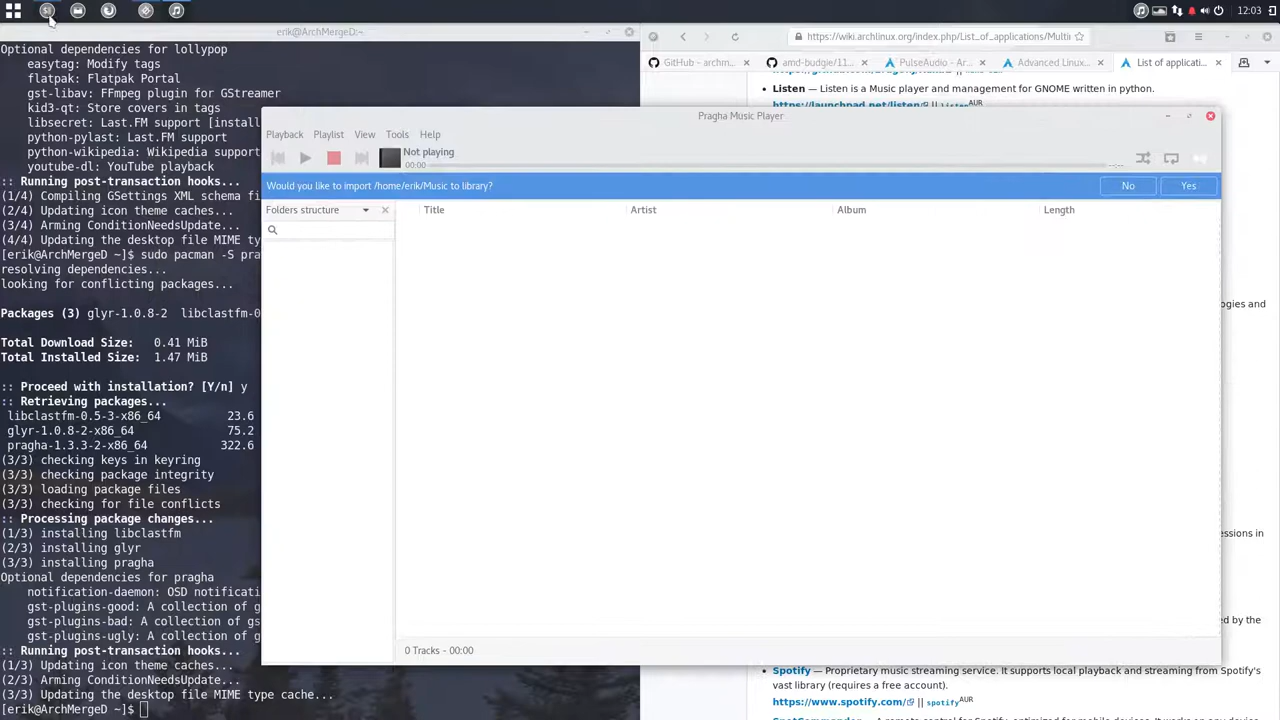 12:03
erik@ArchMergeD:~
Optional dependencies for lollypop
easytag: Modify tags
flatpak: Flatpak Portal
gst-libav: FFmpeg plugin for GStreamer
kid3-qt: Store covers in tags
libsecret: Last.FM support [install
python-pylast: Last.FM support
python-wikipedia: Wikipedia support
youtube-dl: YouTube playback
:: Running post-transaction hooks...
(1/4) Compiling GSettings XML schema fi
(2/4) Updating icon theme caches...
(3/4) Arming ConditionNeedsUpdate...
(4/4) Updating the desktop file MIME ty
[erik@ArchMergeD ~]$ sudo pacman -S pra
resolving dependencies...
looking for conflicting packages...
Packages (3) glyr-1.0.8-2 libclastfm-0
Total Download Size: 0.41 MiB
Total Installed Size: 1.47 MiB
:: Proceed with installation? [Y/n] y
:: Retrieving packages...
libclastfm-0.5-3-x86_64 23.6
glyr-1.0.8-2-x86_64 75.2
pragha-1.3.3-2-x86_64 322.6
(3/3) checking keys in keyring
(3/3) checking package integrity
(3/3) loading package files
(3/3) checking for file conflicts
:: Processing package changes...
(1/3) installing libclastfm
(2/3) installing glyr
(3/3) installing pragha
Optional dependencies for pragha
notification-daemon: OSD notificati
gst-plugins-good: A collection of g
gst-plugins-bad: A collection of gs
gst-plugins-ugly: A collection of g
:: Running post-transaction hooks...
(1/3) Updating icon theme caches...
(2/3) Arming ConditionNeedsUpdate...
(3/3) Updating the desktop file MIME type cache...
[erik@ArchMergeD ~]$
https://wiki.archlinux.org/index.php/List_of_applications/Multi
GitHub - archm... amd-budgie/11... PulseAudio - Ar... Advanced Linux... List of applicati...
Listen — Listen is a Music player and management for GNOME written in python.
https://launchpad.net/listen || listenAUR
Pragha Music Player
Playback Playlist View Tools Help
Not playing
00:00 --:--
Would you like to import /home/erik/Music to library? No Yes
Folders structure Title Artist Album Length
0 Tracks - 00:00
ogies and
essions in
d by the
Spotify — Proprietary music streaming service. It supports local playback and streaming from Spotify's
vast library (requires a free account).
https://www.spotify.com/ || spotifyAUR